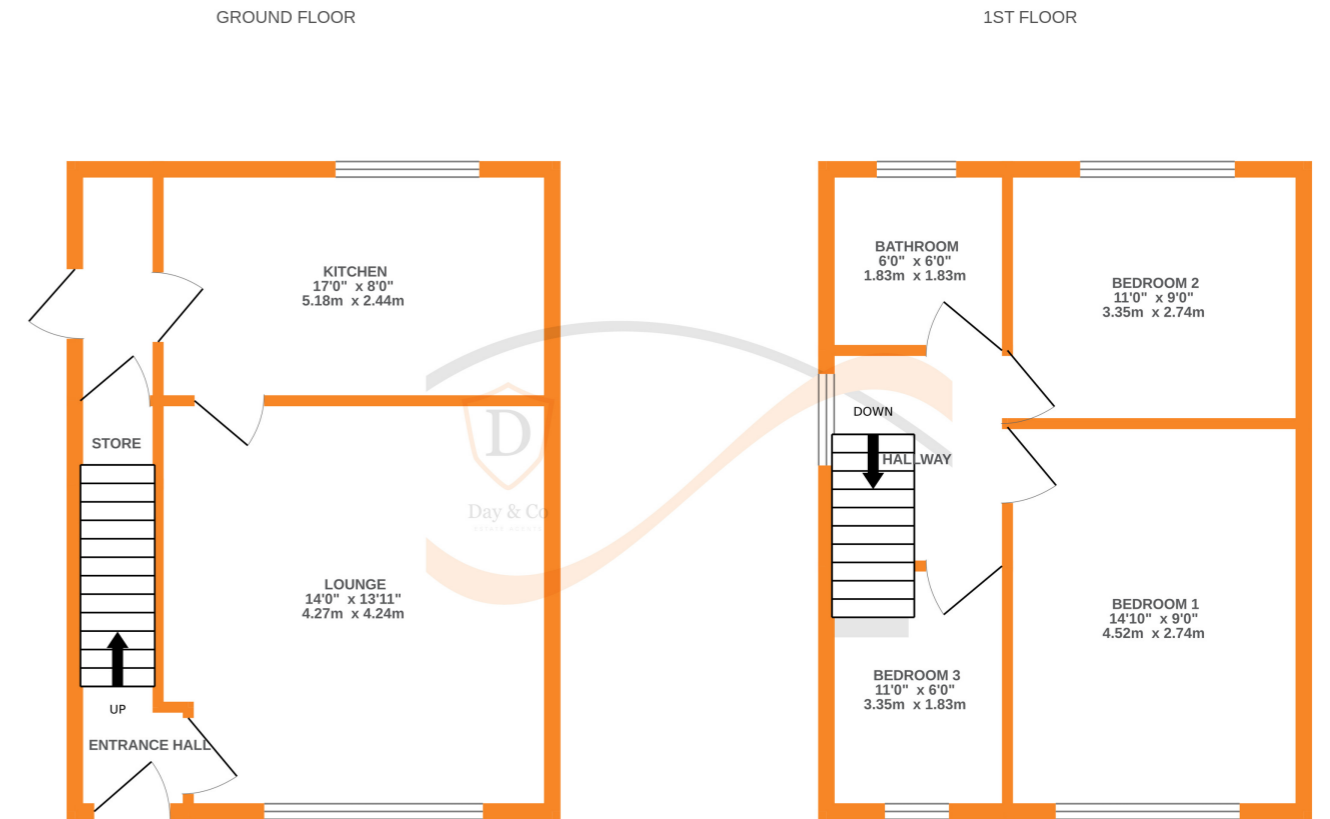 GROUND FLOOR
1ST FLOOR
KITCHEN
17'0" x 8'0"
5.18m x 2.44m
STORE
UP
ENTRANCE HALL
LOUNGE
14'0" x 13'11"
4.27m x 4.24m
D
Day & Co
ESTATE AGENTS
BATHROOM
6'0" x 6'0"
1.83m x 1.83m
BEDROOM 2
11'0" x 9'0"
3.35m x 2.74m
DOWN
HALLWAY
BEDROOM 1
14'10" x 9'0"
4.52m x 2.74m
BEDROOM 3
11'0" x 6'0"
3.35m x 1.83m